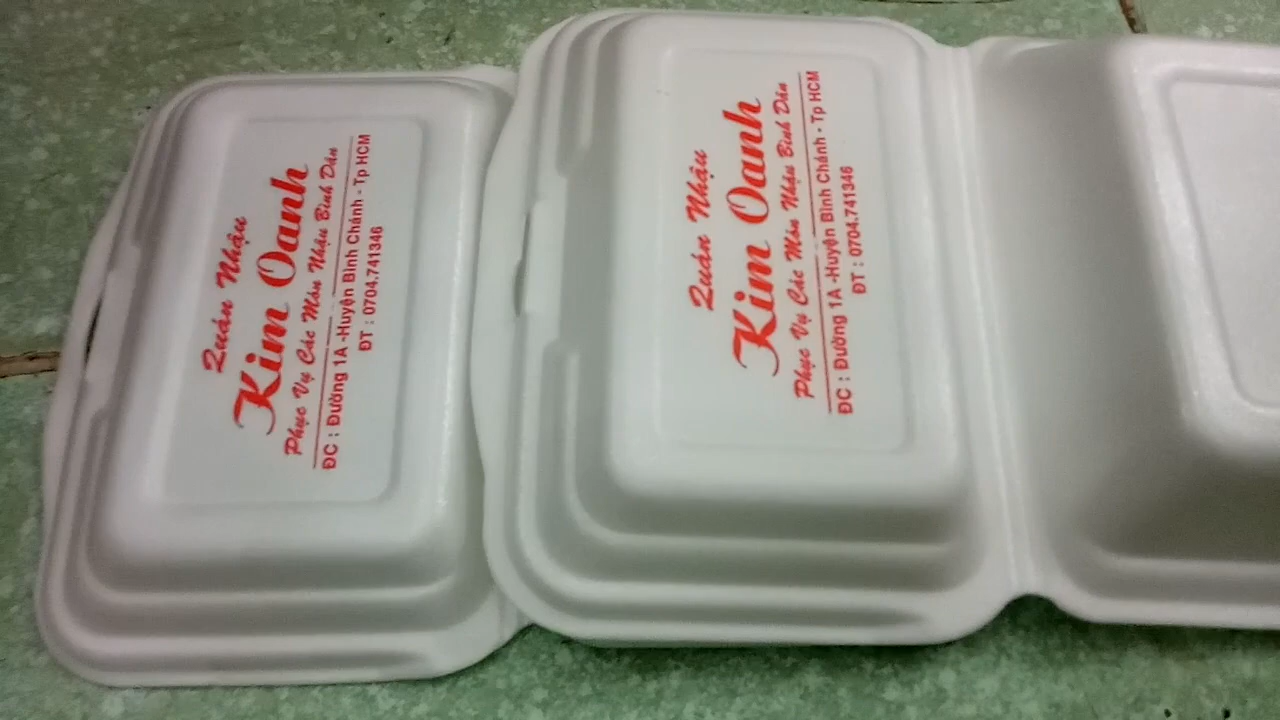 Quán Nhậu
Kim Oanh
Phục Vụ Các Món Nhậu Bình Dân
ĐC : Đường 1A -Huyện Bình Chánh - Tp HCM
ĐT : 0704.741346
Quán Nhậu
Kim Oanh
Phục Vụ Các Món Nhậu Bình Dân
ĐC : Đường 1A -Huyện Bình Chánh - Tp HCM
ĐT : 0704.741346